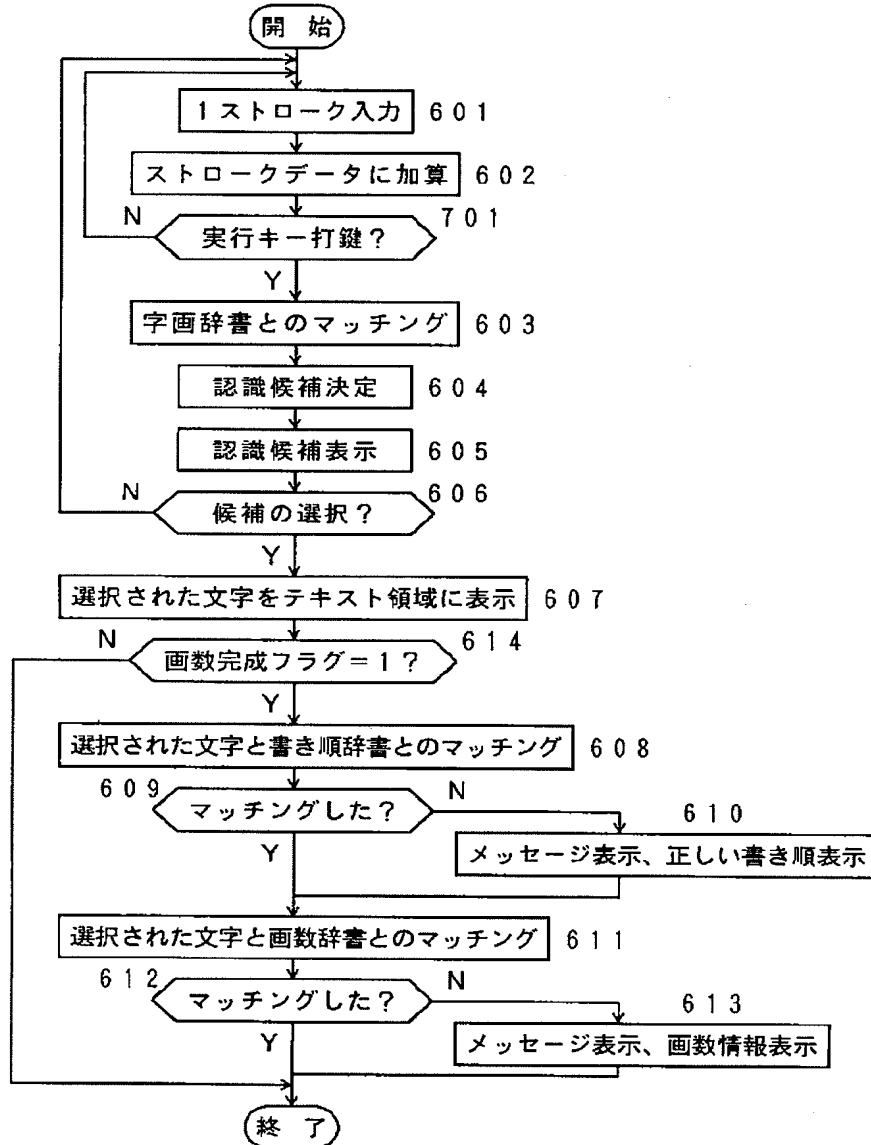 開 始
1ストローク入力 601
ストロークデータに加算 602
N 実行キー打鍵? 701
Y
字画辞書とのマッチング 603
認識候補決定 604
認識候補表示 605
N 候補の選択? 606
Y
選択された文字をテキスト領域に表示 607
N 画数完成フラグ=1? 614
Y
選択された文字と書き順辞書とのマッチング 608
609 マッチングした? N
610
Y メッセージ表示、正しい書き順表示
選択された文字と画数辞書とのマッチング 611
612 マッチングした? N
613
Y メッセージ表示、画数情報表示
終 了